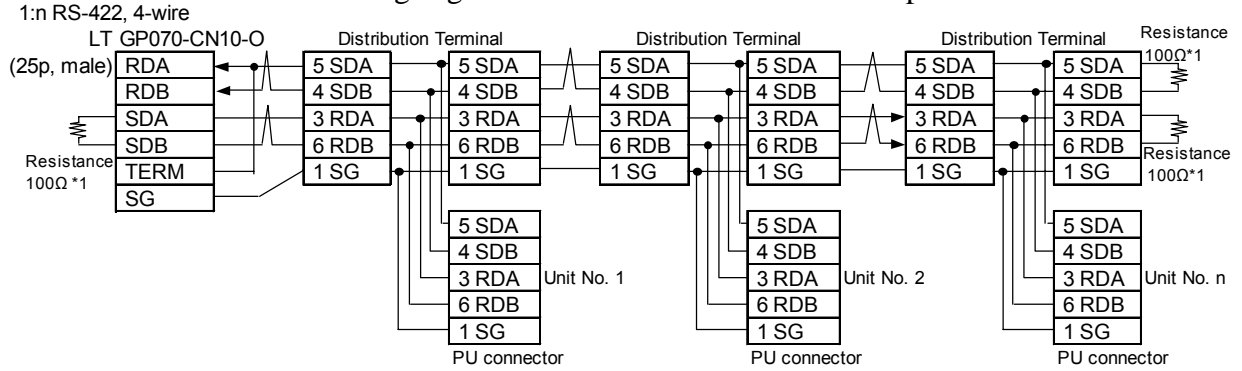 1:n RS-422, 4-wire
LT GP070-CN10-O
(25p, male)
RDA
RDB
SDA
SDB
TERM
SG
Resistance
100Ω *1
Distribution Terminal
5 SDA
4 SDB
3 RDA
6 RDB
1 SG
5 SDA
4 SDB
3 RDA
6 RDB
1 SG
5 SDA
4 SDB
3 RDA
6 RDB
1 SG
Unit No. 1
PU connector
Distribution Terminal
5 SDA
4 SDB
3 RDA
6 RDB
1 SG
5 SDA
4 SDB
3 RDA
6 RDB
1 SG
5 SDA
4 SDB
3 RDA
6 RDB
1 SG
Unit No. 2
PU connector
Distribution Terminal
5 SDA
4 SDB
3 RDA
6 RDB
1 SG
5 SDA
4 SDB
3 RDA
6 RDB
1 SG
Resistance
100Ω*1
Resistance
100Ω*1
5 SDA
4 SDB
3 RDA
6 RDB
1 SG
Unit No. n
PU connector